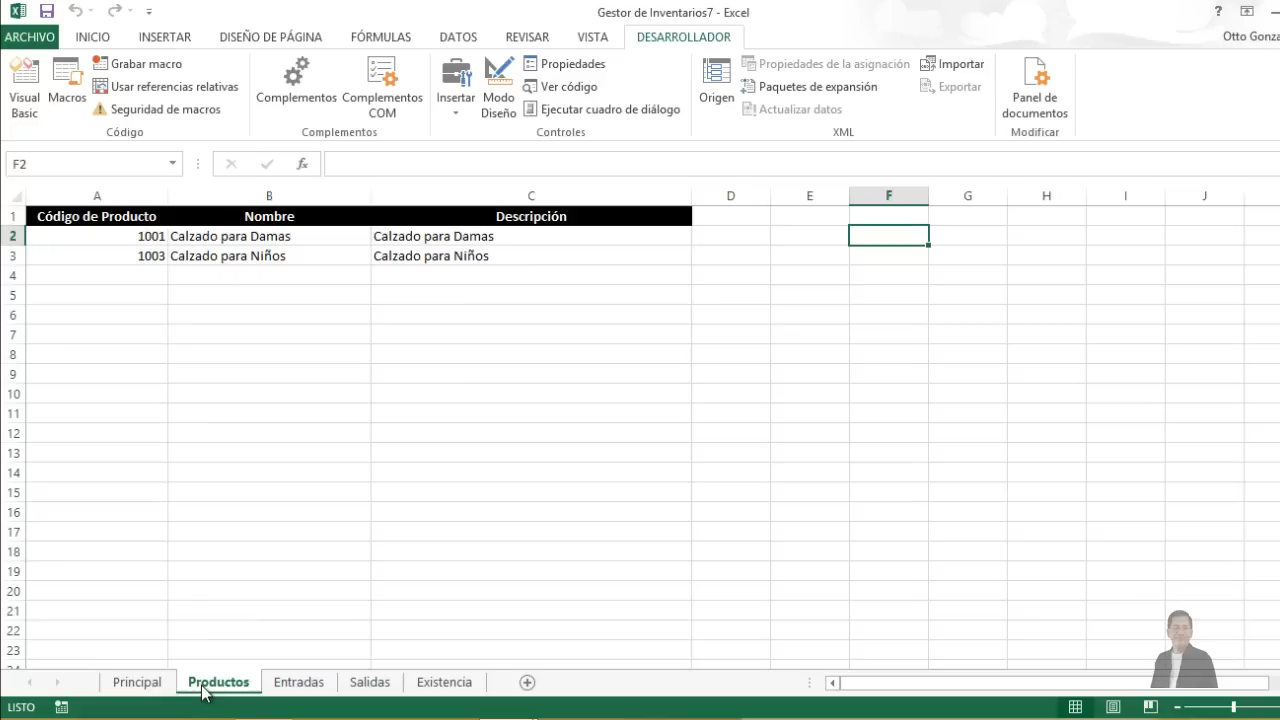 Gestor de Inventarios7 - Excel
?
ARCHIVO INICIO INSERTAR DISEÑO DE PÁGINA FÓRMULAS DATOS REVISAR VISTA DESARROLLADOR Otto Gonza
Visual Basic
Macros
Grabar macro
Usar referencias relativas
Seguridad de macros
Código
Complementos
Complementos COM
Complementos
Insertar
Modo Diseño
Propiedades
Ver código
Ejecutar cuadro de diálogo
Controles
Origen
Propiedades de la asignación
Paquetes de expansión
Actualizar datos
Importar
Exportar
XML
Panel de documentos
Modificar
F2 fx
A B C D E F G H I J
1 Código de Producto Nombre Descripción
2 1001 Calzado para Damas Calzado para Damas
3 1003 Calzado para Niños Calzado para Niños
4
5
6
7
8
9
10
11
12
13
14
15
16
17
18
19
20
21
22
23
Principal Productos Entradas Salidas Existencia
LISTO